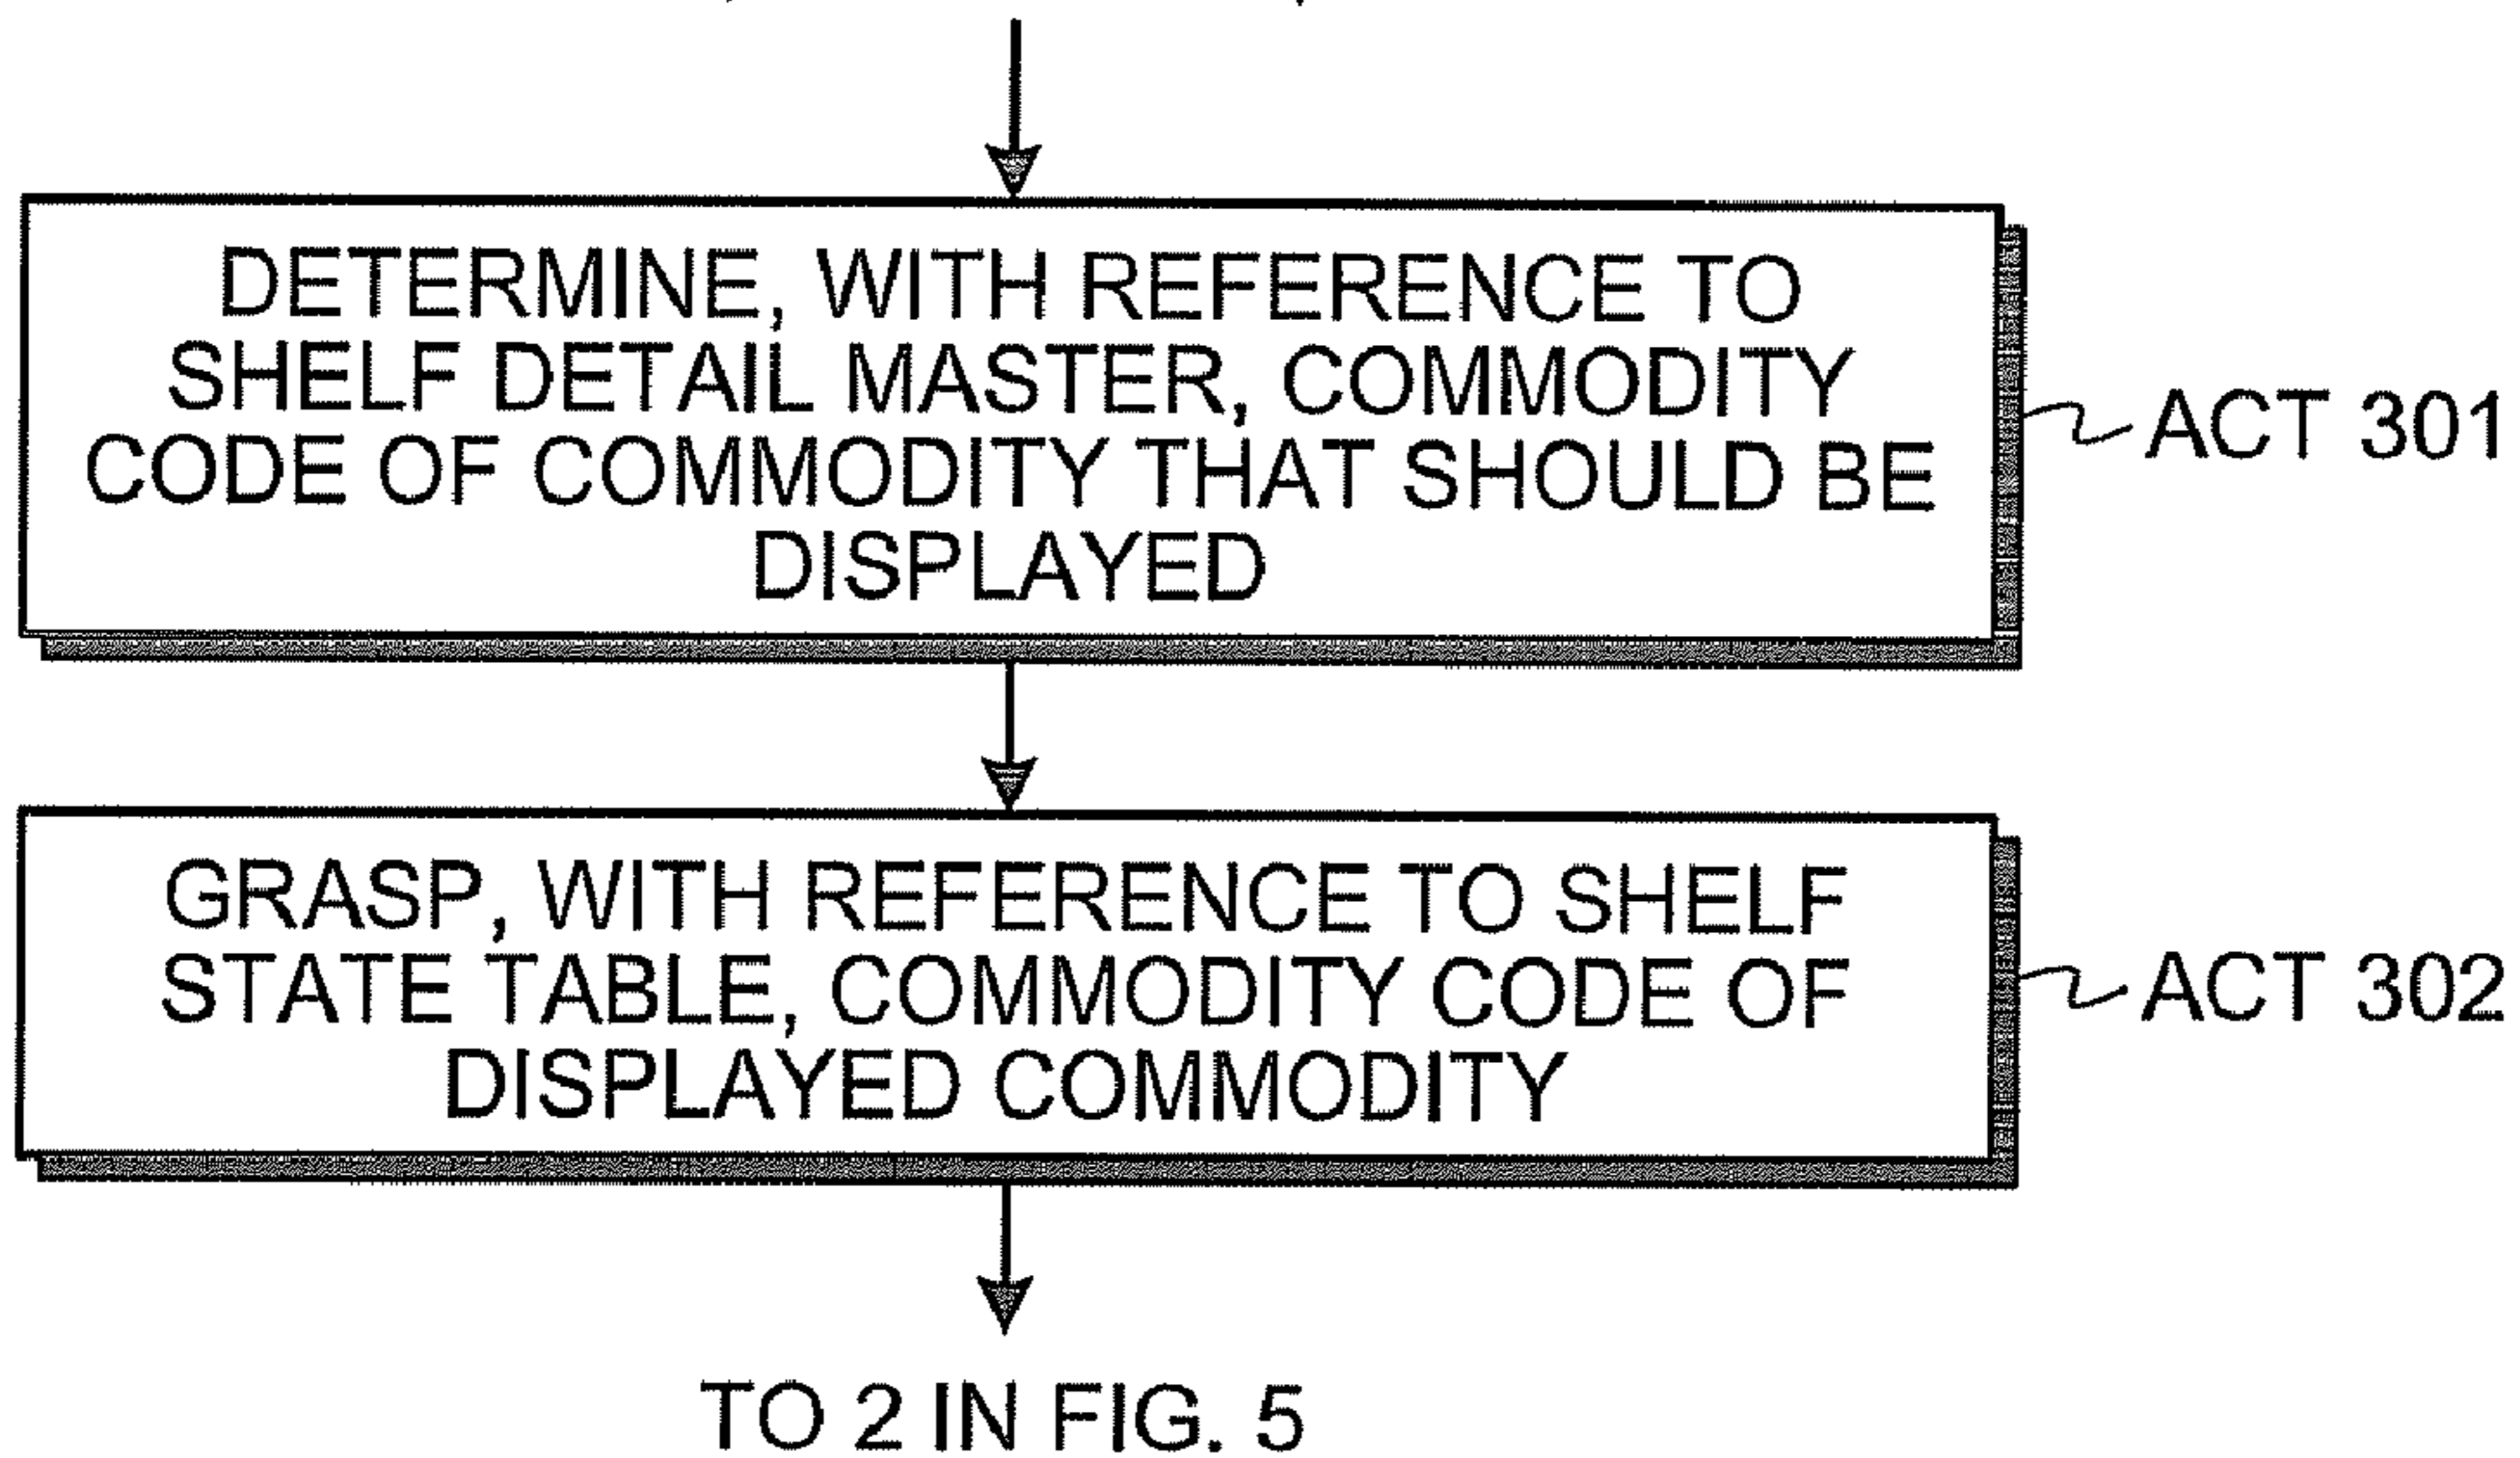 DETERMINE, WITH REFERENCE TO
SHELF DETAIL MASTER, COMMODITY
CODE OF COMMODITY THAT SHOULD BE
DISPLAYED
ACT 301
GRASP, WITH REFERENCE TO SHELF
STATE TABLE, COMMODITY CODE OF
DISPLAYED COMMODITY
ACT 302
TO 2 IN FIG. 5